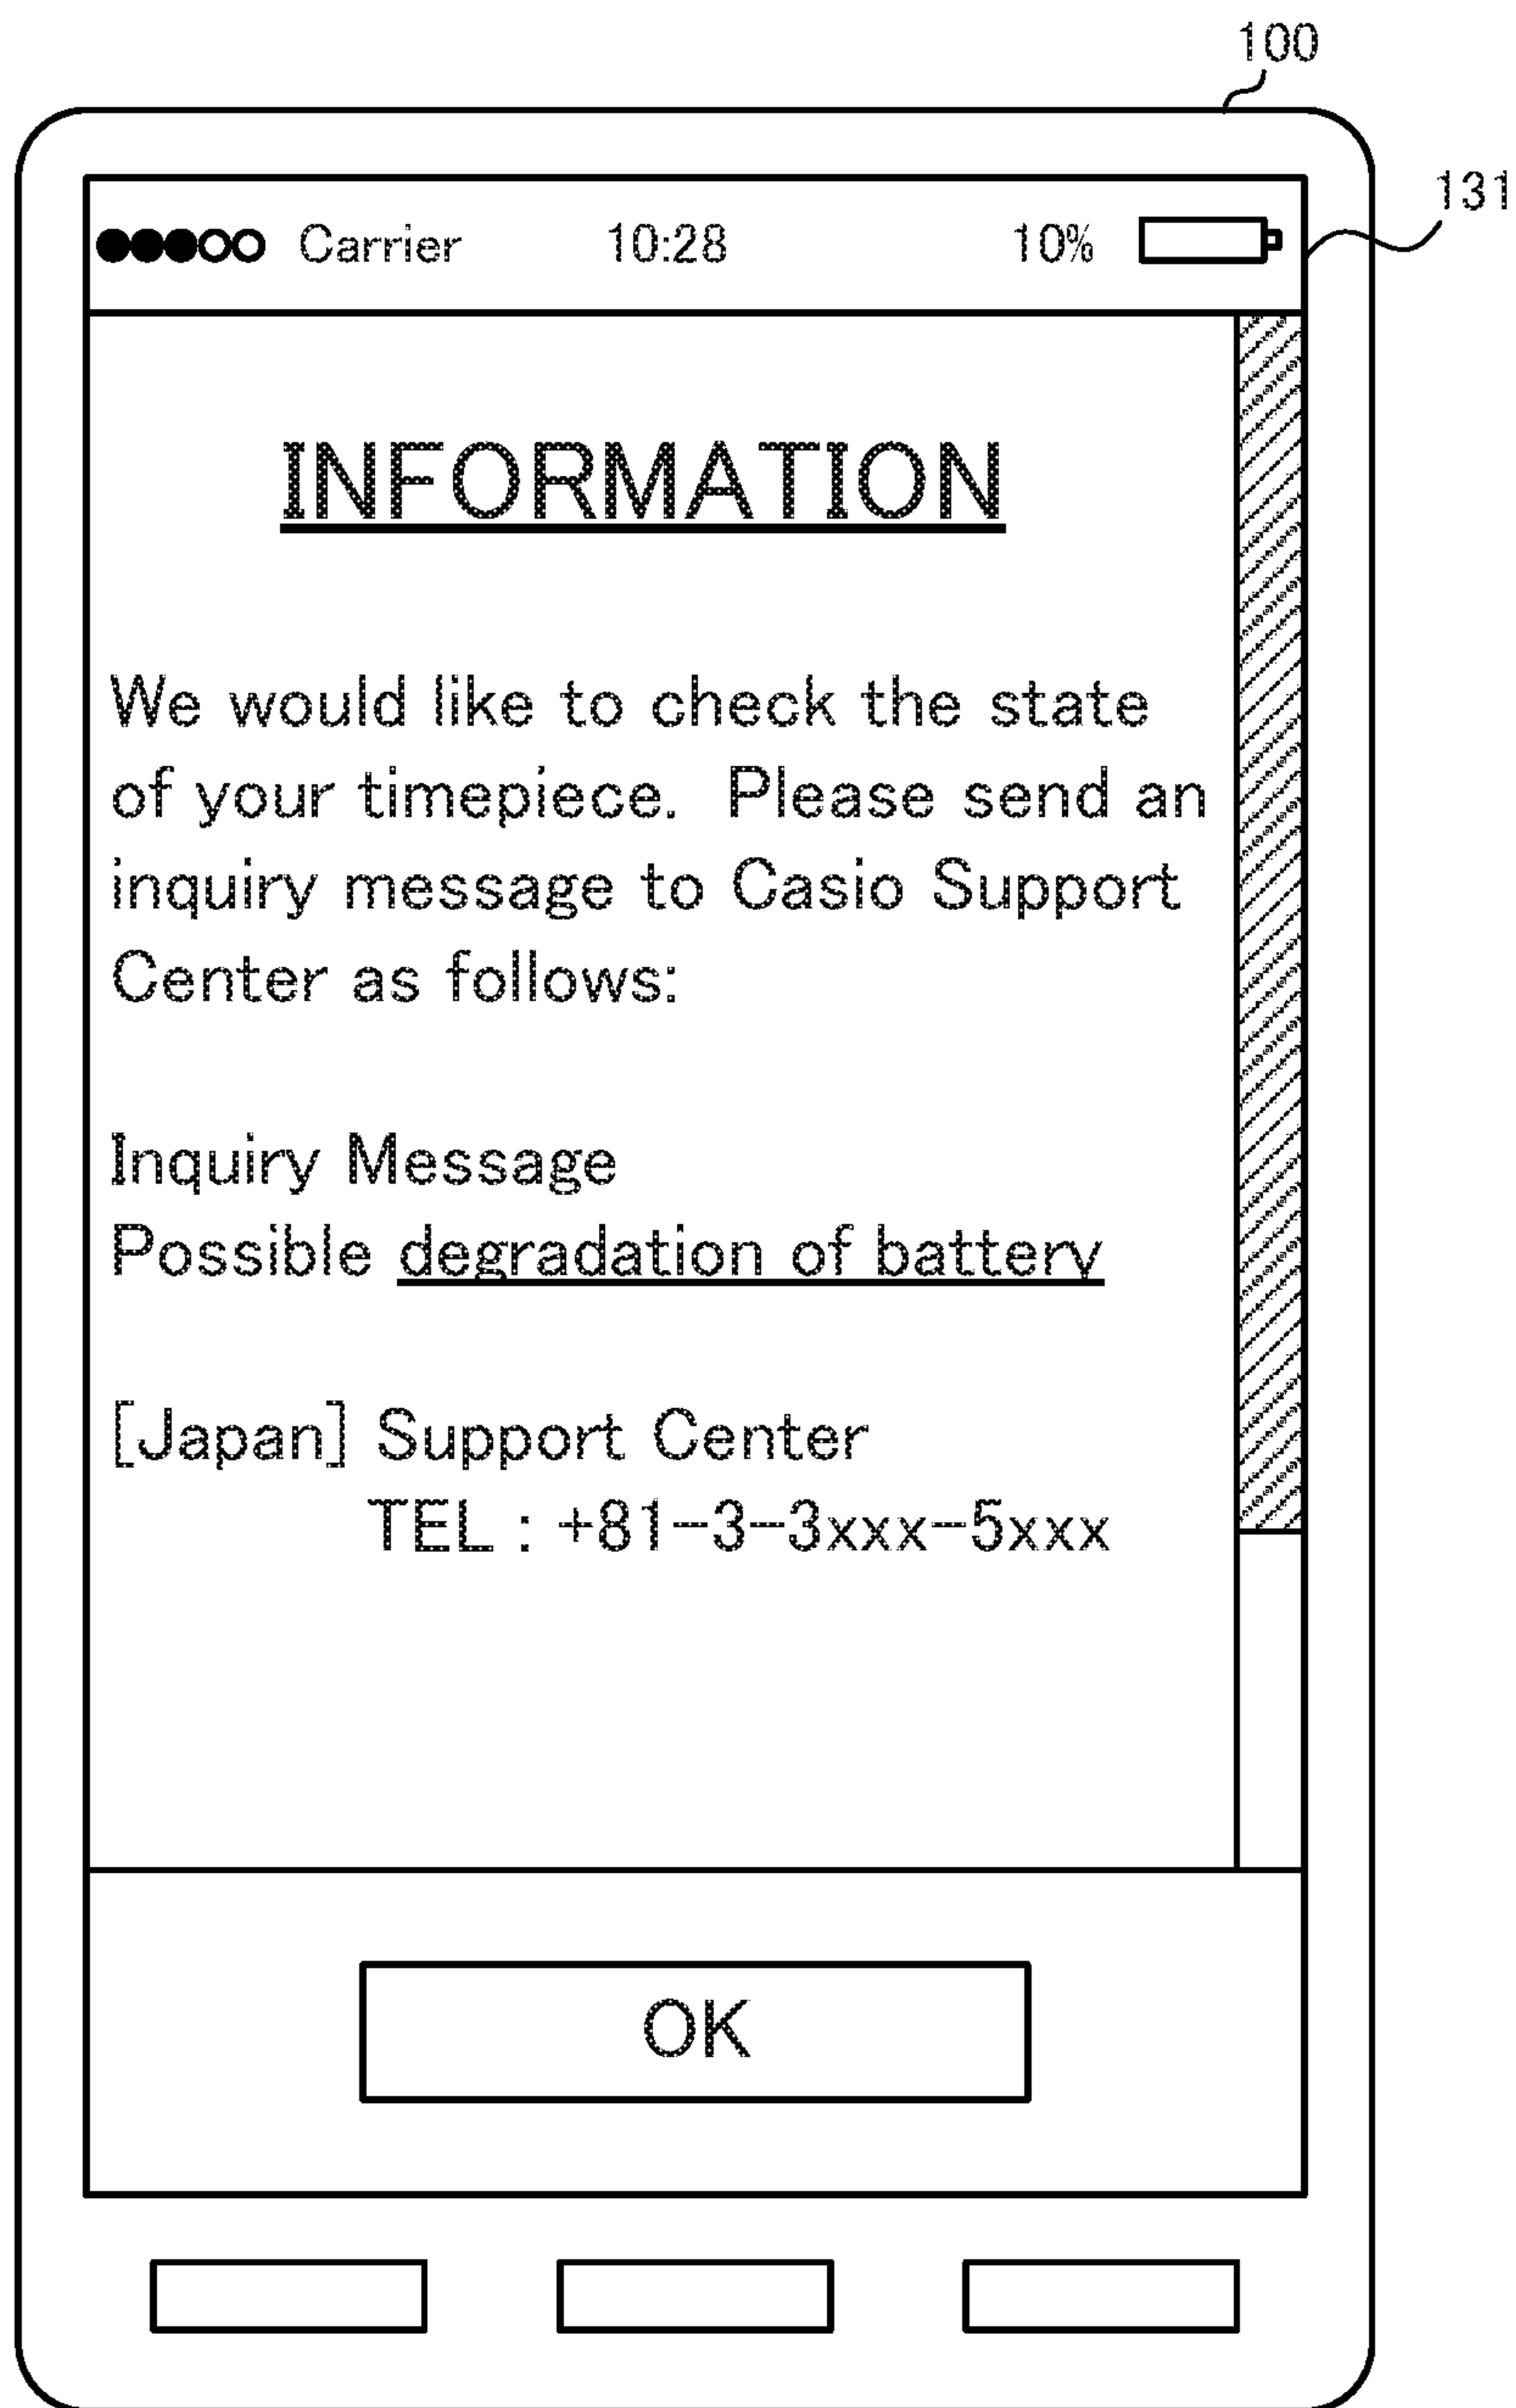 100
131
Carrier 10:28 10%
INFORMATION
We would like to check the state
of your timepiece. Please send an
inquiry message to Casio Support
Center as follows:
Inquiry Message
Possible degradation of battery
[Japan] Support Center
TEL : +81-3-3xxx-5xxx
OK